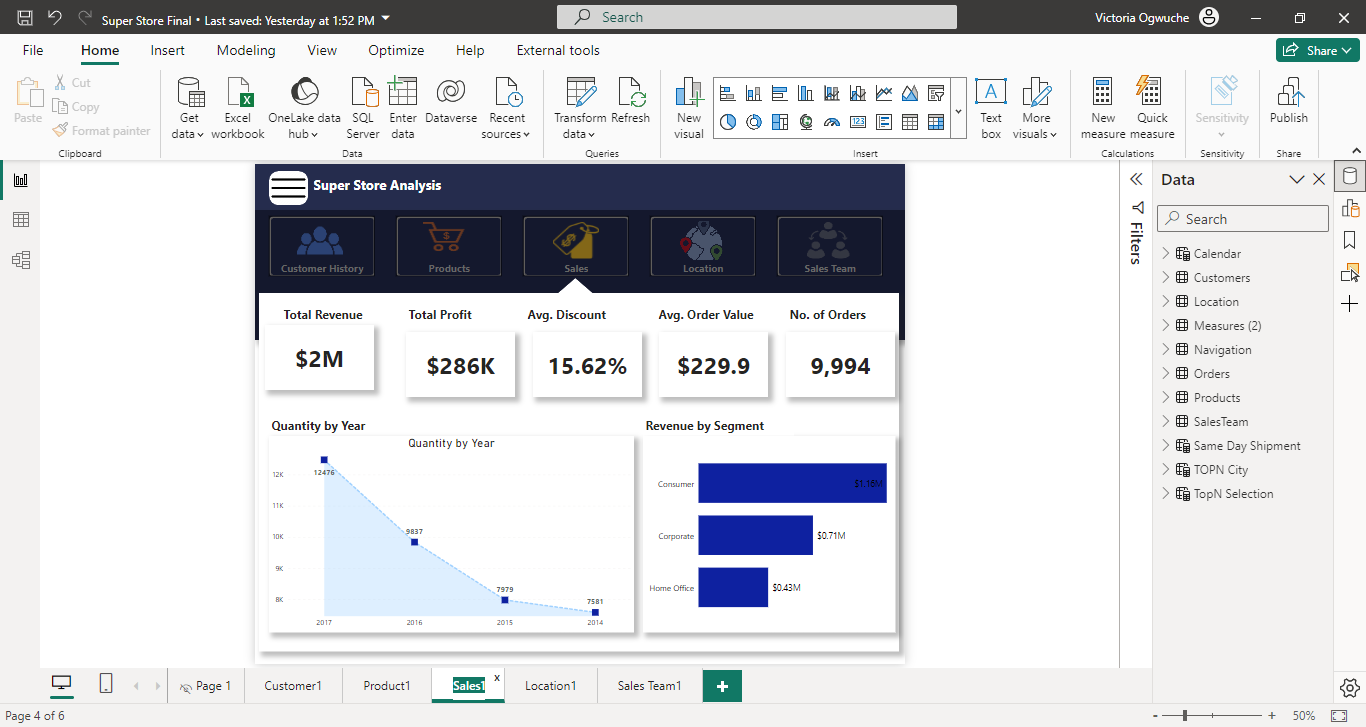 Super Store Final • Last saved: Yesterday at 1:52 PM
Search
Victoria Ogwuche
File Home Insert Modeling View Optimize Help External tools
Share
Paste
Cut
Copy
Format painter
Clipboard
Get data
Excel workbook
OneLake data hub
SQL Server
Enter data
Dataverse
Recent sources
Data
Transform data
Refresh
Queries
New visual
Text box
More visuals
Insert
New measure
Quick measure
Calculations
Sensitivity
Sensitivity
Publish
Share
Super Store Analysis
Customer History
Products
Sales
Location
Sales Team
Total Revenue
$2M
Total Profit
$286K
Avg. Discount
15.62%
Avg. Order Value
$229.9
No. of Orders
9,994
Quantity by Year
Quantity by Year
12K
11K
10K
9K
8K
12476
9837
7979
7581
2017 2016 2015 2014
Revenue by Segment
Consumer $1.16M
Corporate $0.71M
Home Office $0.43M
Filters
Data
Search
Calendar
Customers
Location
Measures (2)
Navigation
Orders
Products
SalesTeam
Same Day Shipment
TOPN City
TopN Selection
Page 1
Customer1
Product1
Sales1
x
Location1
Sales Team1
Page 4 of 6
50%